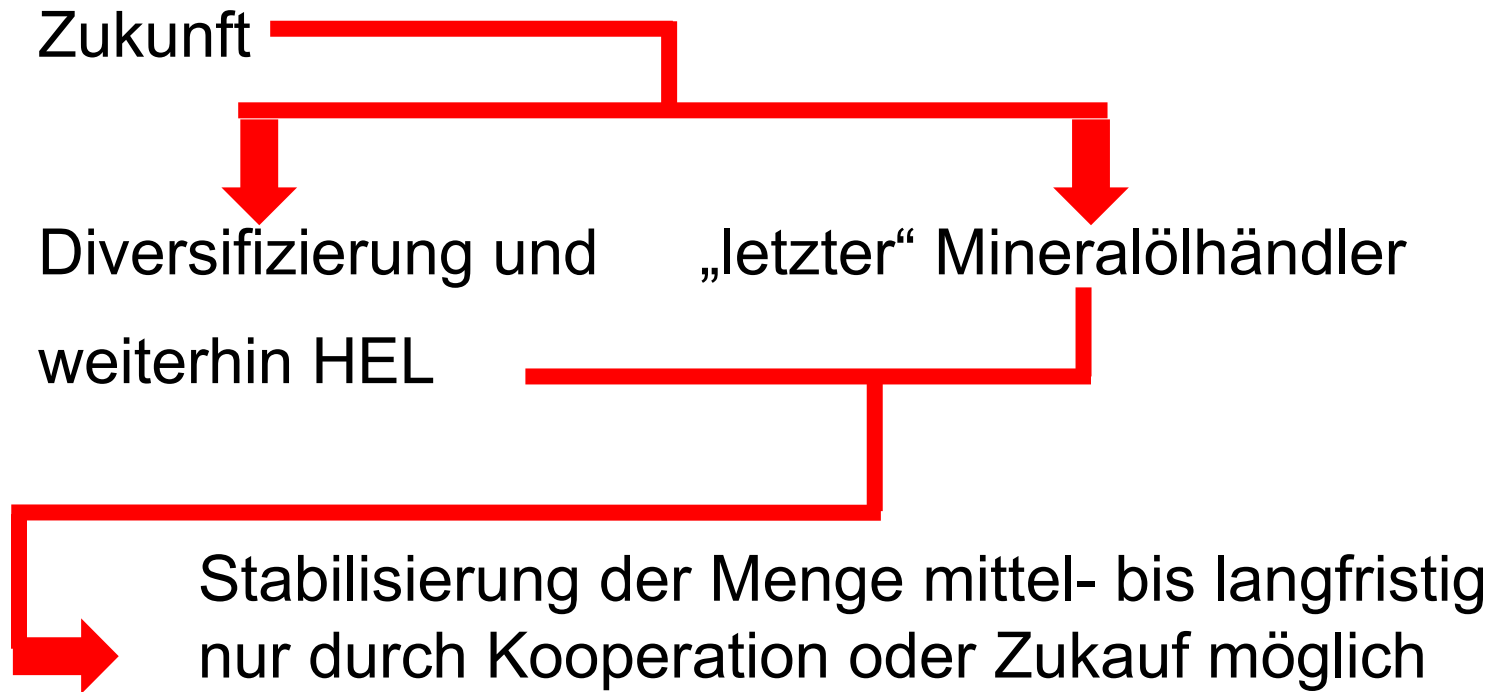 Zukunft
Diversifizierung und „letzter“ Mineralölhändler
weiterhin HEL
Stabilisierung der Menge mittel- bis langfristig
nur durch Kooperation oder Zukauf möglich